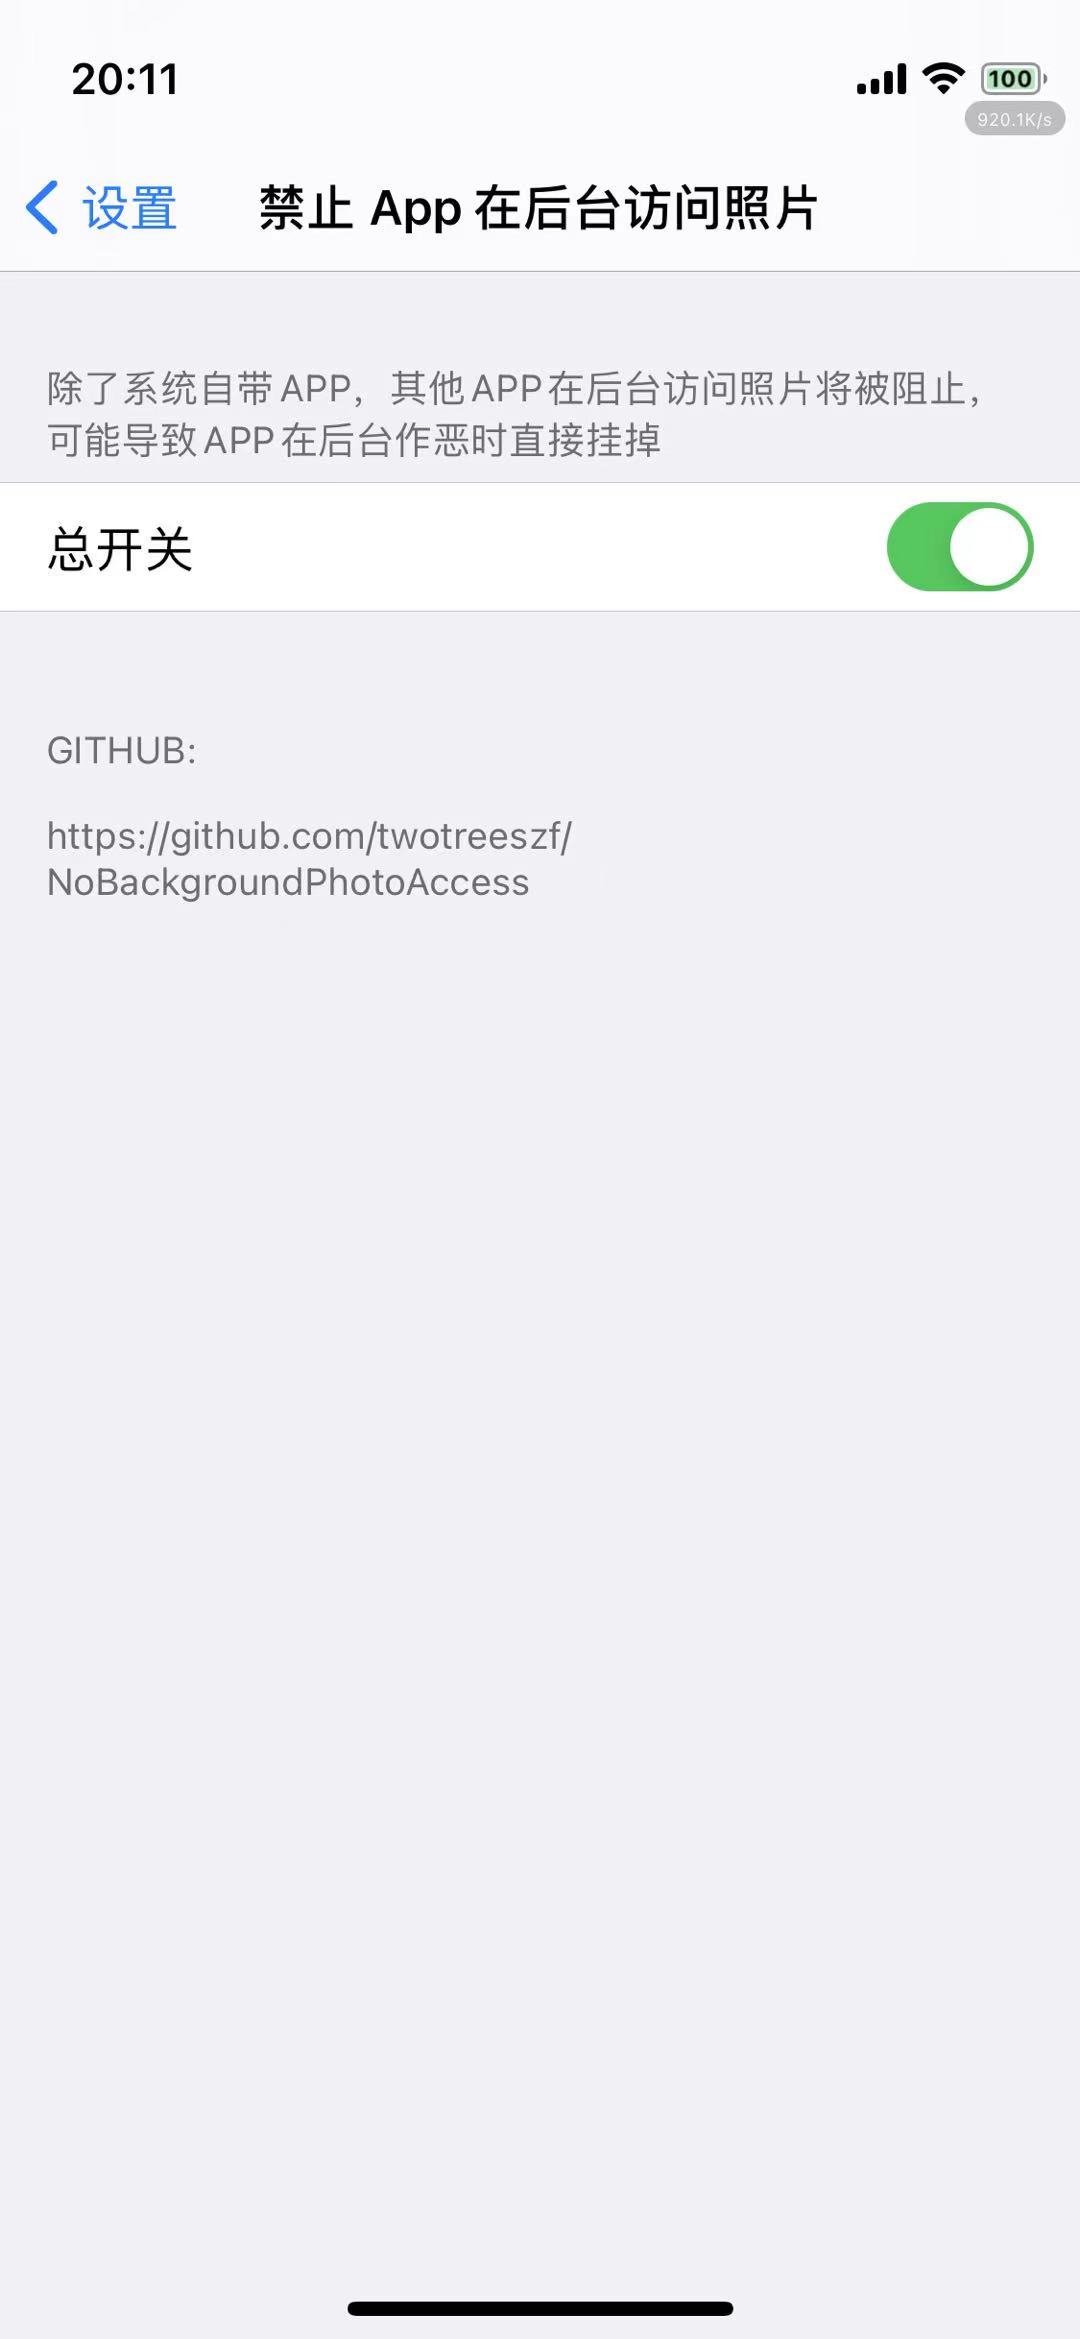 20:11
100
920.1K/s
设置
禁止 App 在后台访问照片
除了系统自带APP，其他APP在后台访问照片将被阻止，
可能导致APP在后台作恶时直接挂掉
总开关
GITHUB:
https://github.com/twotreeszf/
NoBackgroundPhotoAccess